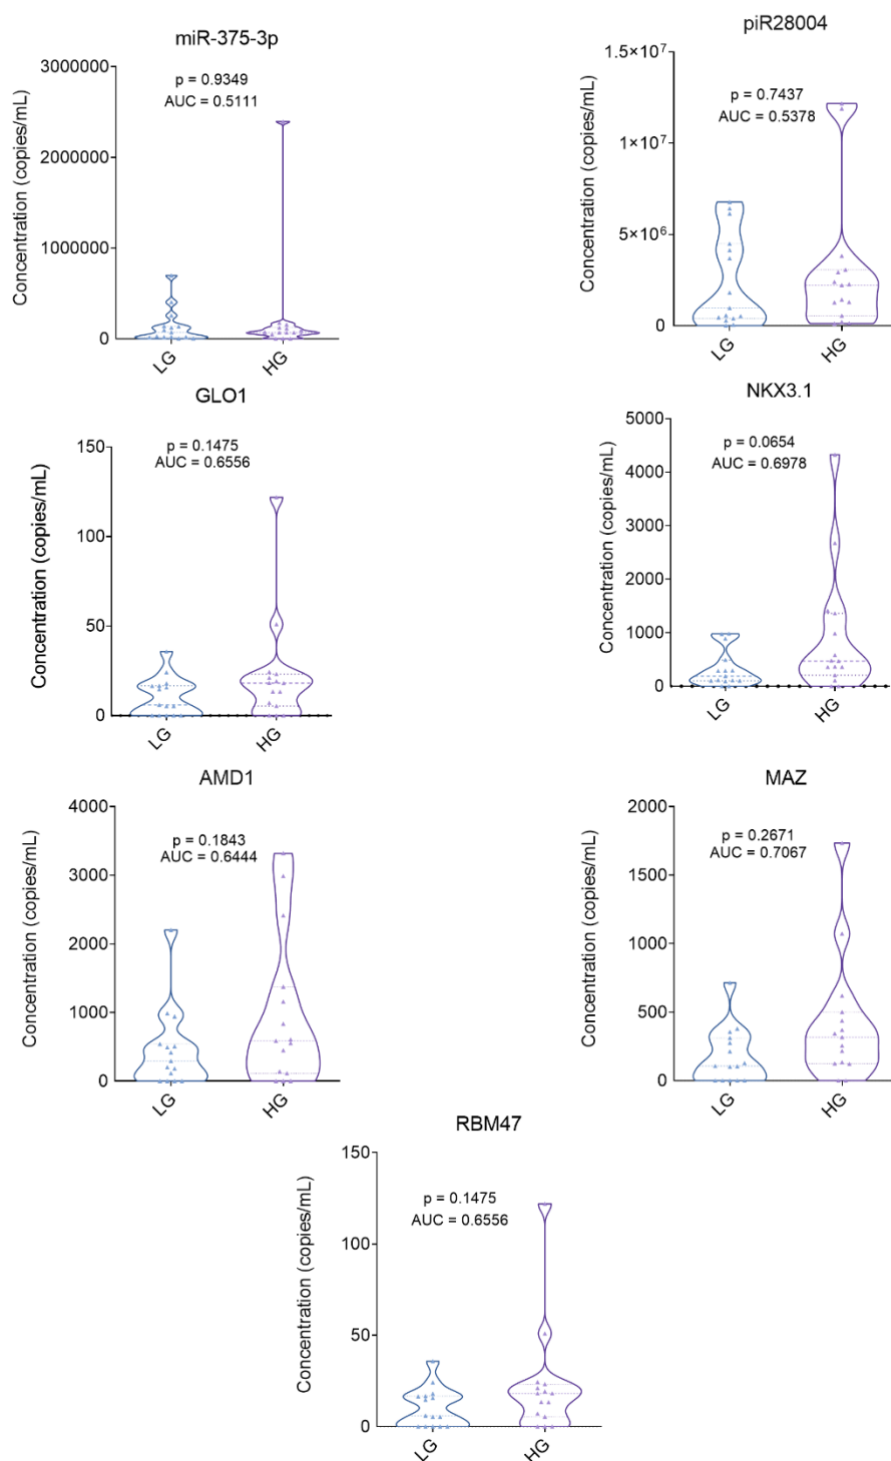 miR-375-3p
p = 0.9349
AUC = 0.5111
Concentration (copies/mL)
3000000
2000000
1000000
0
LG
HG
piR28004
p = 0.7437
AUC = 0.5378
Concentration (copies/mL)
1.5×10⁷
1×10⁷
5×10⁶
0
LG
HG
GLO1
p = 0.1475
AUC = 0.6556
Concentration (copies/mL)
150
100
50
0
LG
HG
NKX3.1
p = 0.0654
AUC = 0.6978
Concentration (copies/mL)
5000
4000
3000
2000
1000
0
LG
HG
AMD1
p = 0.1843
AUC = 0.6444
Concentration (copies/mL)
4000
3000
2000
1000
0
LG
HG
MAZ
p = 0.2671
AUC = 0.7067
Concentration (copies/mL)
2000
1500
1000
500
0
LG
HG
RBM47
p = 0.1475
AUC = 0.6556
Concentration (copies/mL)
150
100
50
0
LG
HG